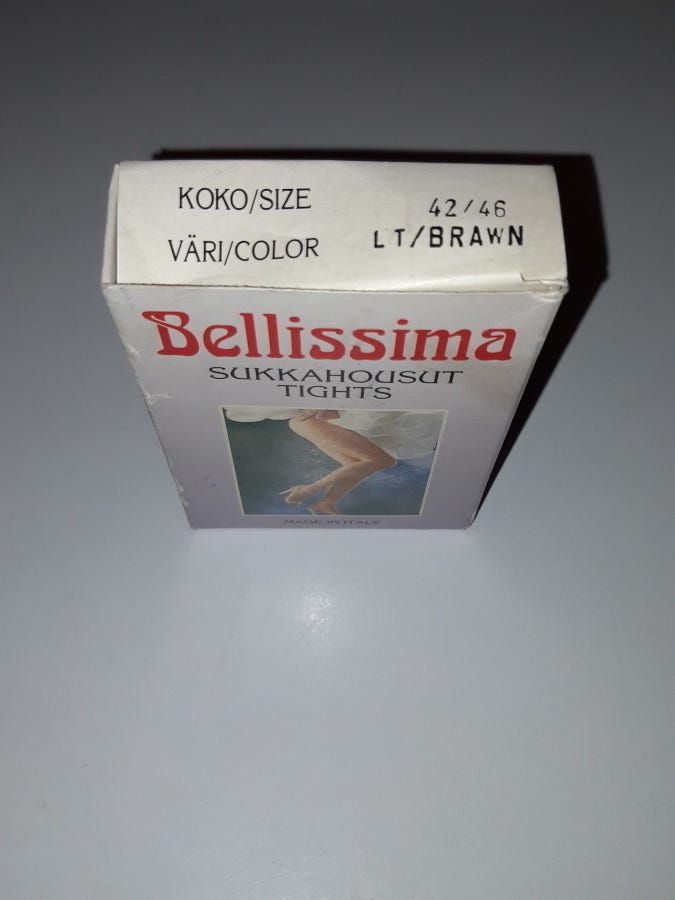 KOKO/SIZE 42/46
VÄRI/COLOR LT/BRAWN
Bellissima
SUKKAHOUSUT
TIGHTS
MADE IN ITALY